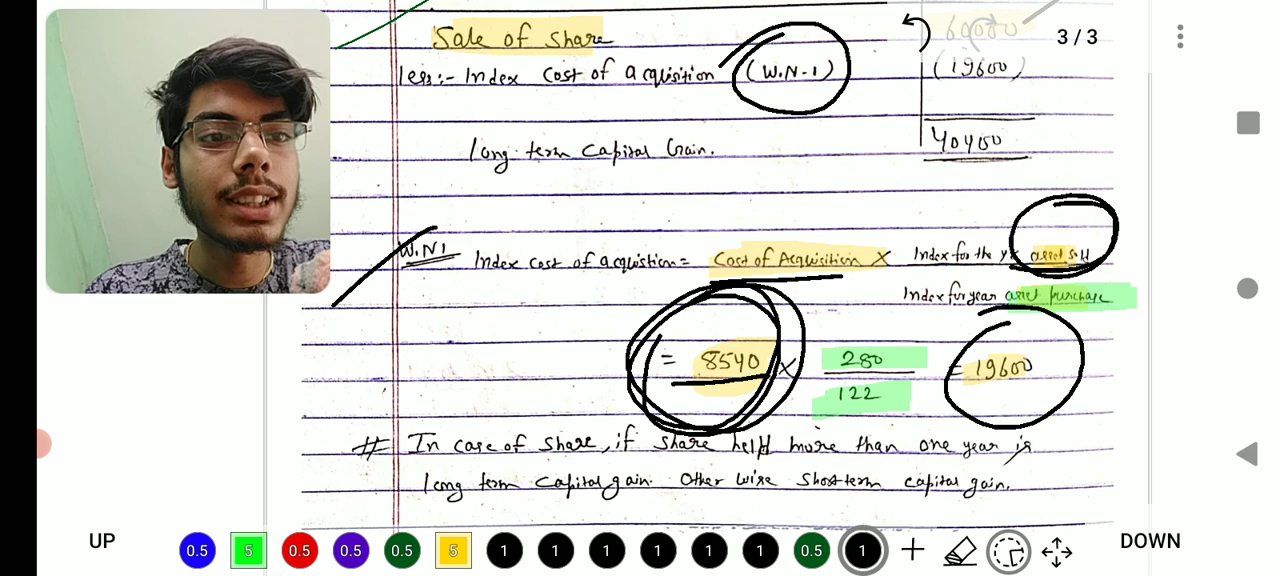 Sale of Share 60000
3 / 3
less:- Index cost of acquisition (W.N-1) (19600)
long term Capital Gain. 40400
W.N1 Index cost of acquistion = Cost of Acquisition X Index for the yr asset sold
Index for year asset purchase
= 8540 X 280 = 19600
122
# In case of Share, if share held more than one year is
long term Capital gain. Other wise Short term capital gain.
UP 0.5 5 0.5 0.5 0.5 5 1 1 1 1 1 1 0.5 1 DOWN